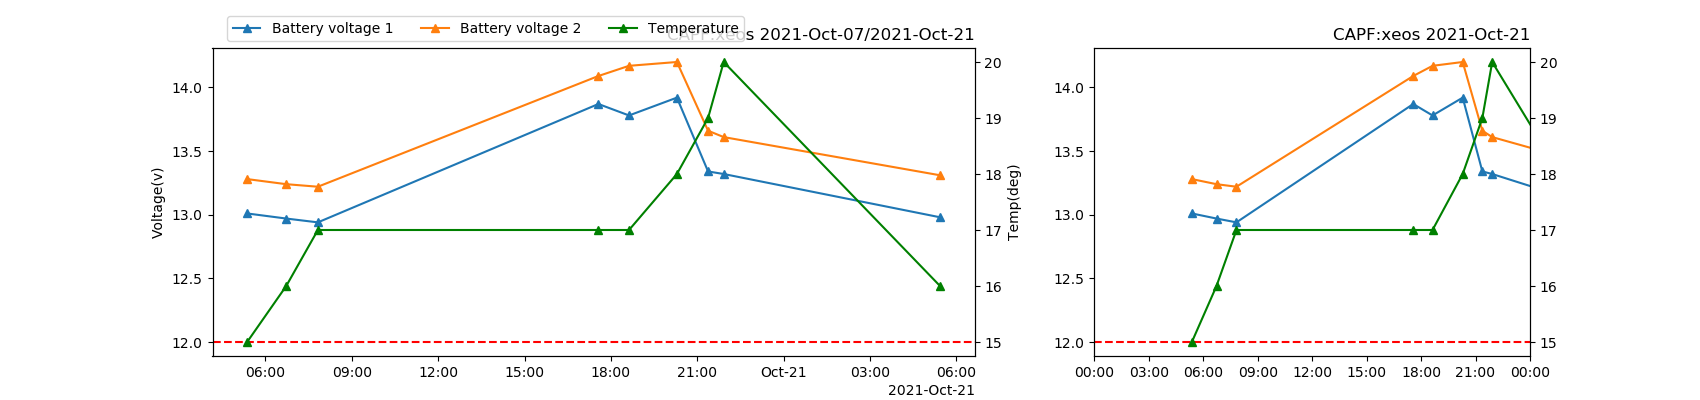 Battery voltage 1 Battery voltage 2 Temperature
CAPF:xeos 2021-Oct-07/2021-Oct-21
CAPF:xeos 2021-Oct-21
14.0
13.5
13.0
12.5
12.0
Voltage(v)
20
19
18
17
16
15
Temp(deg)
06:00 09:00 12:00 15:00 18:00 21:00 Oct-21 03:00 06:00
2021-Oct-21
14.0
13.5
13.0
12.5
12.0
20
19
18
17
16
15
00:00 03:00 06:00 09:00 12:00 15:00 18:00 21:00 00:00